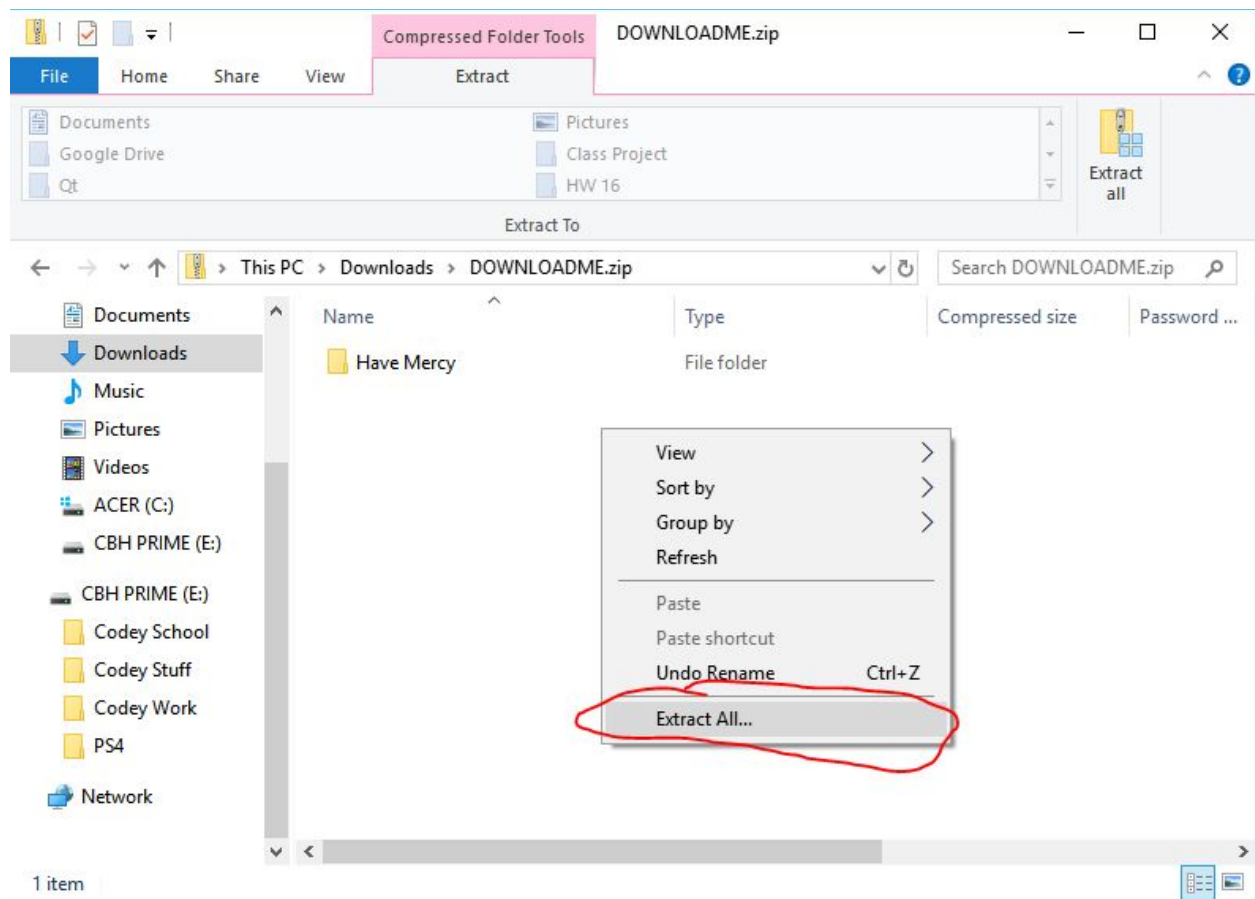 Compressed Folder Tools DOWNLOADME.zip
File Home Share View Extract
Documents Pictures
Google Drive Class Project
Qt HW 16
Extract all
Extract To
This PC > Downloads > DOWNLOADME.zip Search DOWNLOADME.zip
Name Type Compressed size Password ...
Documents
Downloads
Music
Pictures
Videos
ACER (C:)
CBH PRIME (E:)
CBH PRIME (E:)
Codey School
Codey Stuff
Codey Work
PS4
Network
Have Mercy File folder
View
Sort by
Group by
Refresh
Paste
Paste shortcut
Undo Rename Ctrl+Z
Extract All...
1 item